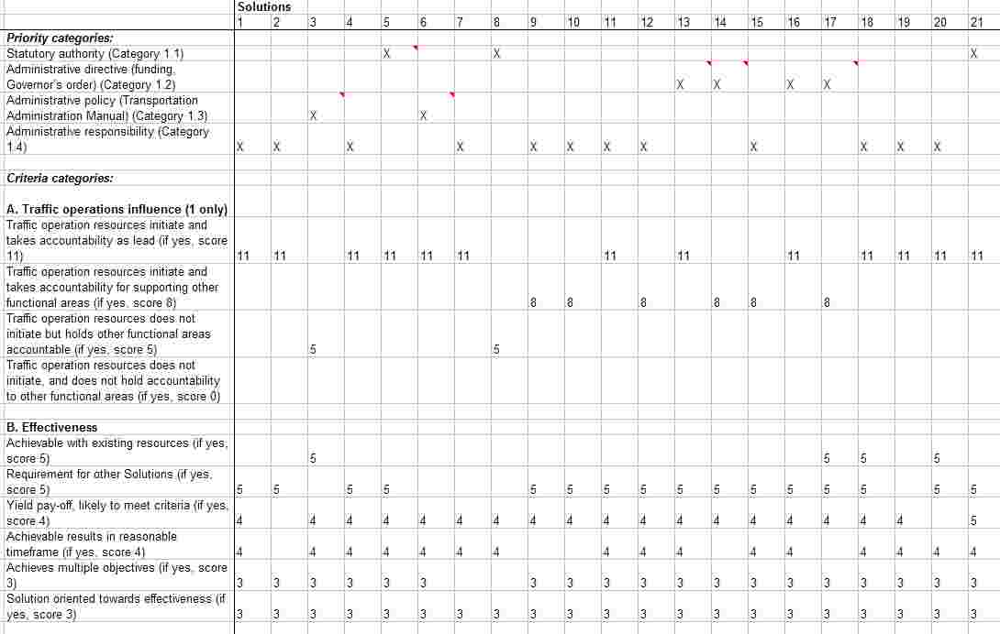 Solutions
1 2 3 4 5 6 7 8 9 10 11 12 13 14 15 16 17 18 19 20 21
Priority categories:
Statutory authority (Category 1.1) X X X
Administrative directive (funding,
Governor's order) (Category 1.2) X X X X
Administrative policy (Transportation
Administration Manual) (Category 1.3) X X
Administrative responsibility (Category
1.4) X X X X X X X X X X X X
Criteria categories:
A. Traffic operations influence (1 only)
Traffic operation resources initiate and
takes accountability as lead (if yes, score
11) 11 11 11 11 11 11 11 11 11 11 11 11 11
Traffic operation resources initiate and
takes accountability for supporting other
functional areas (if yes, score 8) 8 8 8 8 8 8
Traffic operation resources does not
initiate but holds other functional areas
accountable (if yes, score 5) 5 5
Traffic operation resources does not
initiate, and does not hold accountability
to other functional areas (if yes, score 0)
B. Effectiveness
Achievable with existing resources (if yes,
score 5) 5 5 5 5
Requirement for other Solutions (if yes,
score 5) 5 5 5 5 5 5 5 5 5 5 5 5 5 5 5 5
Yield pay-off, likely to meet criteria (if yes,
score 4) 4 4 4 4 4 4 4 4 4 4 4 4 4 4 4 4 4 4 5
Achievable results in reasonable
timeframe (if yes, score 4) 4 4 4 4 4 4 4 4 4 4 4 4 4 4 4 4
Achieves multiple objectives (if yes, score
3) 3 3 3 3 3 3 3 3 3 3 3 3 3 3 3 3 3 3 3
Solution oriented towards effectiveness (if
yes, score 3) 3 3 3 3 3 3 3 3 3 3 3 3 3 3 3 3 3 3 3 3 3